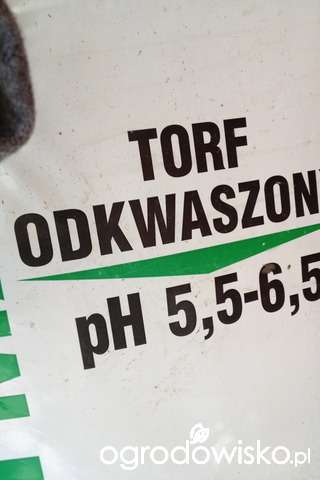 TORF
ODKWASZON
pH 5,5-6,5
ogrodowisko.pl